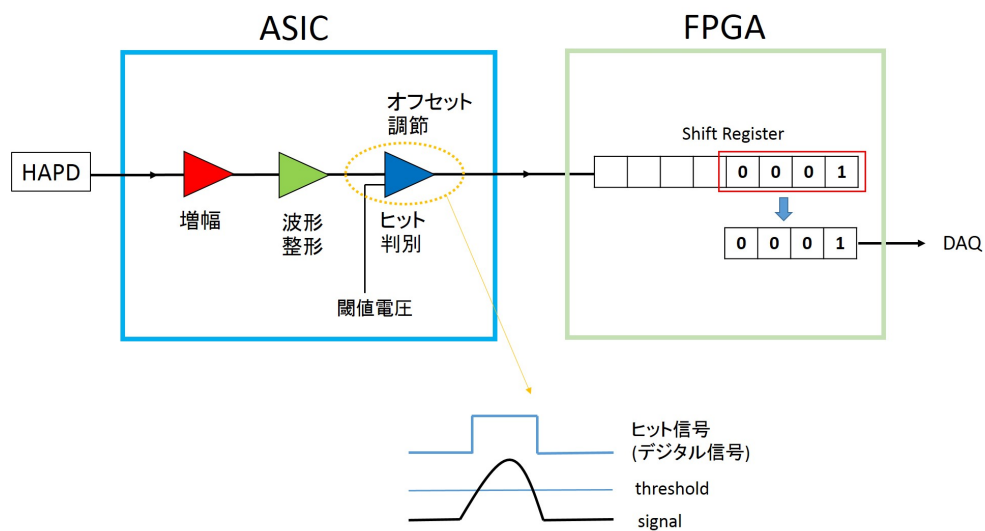 ASIC
FPGA
オフセット
調節
Shift Register
HAPD
0 0 0 1
増幅
波形
整形
ヒット
判別
0 0 0 1
DAQ
閾値電圧
ヒット信号
(デジタル信号)
threshold
signal